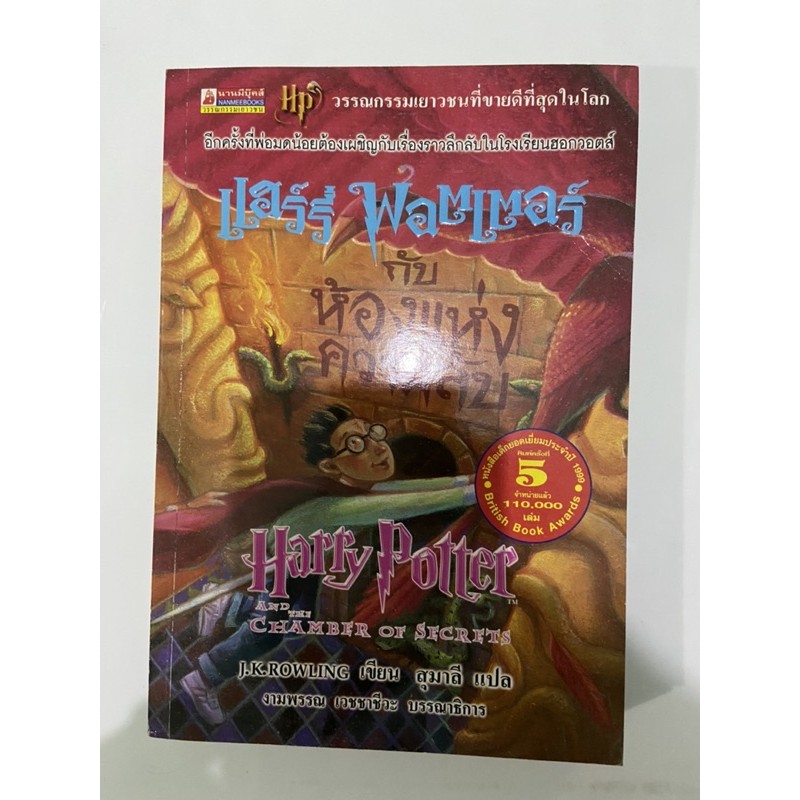 นานมีบุ๊คส์
NANMEEBOOKS
วรรณกรรมเยาวชน
HP วรรณกรรมเยาวชนที่ขายดีที่สุดในโลก
อีกครั้งที่พ่อมดน้อยต้องเผชิญกับเรื่องราวลึกลับในโรงเรียนฮอกวอตส์
แฮร์รี่ พอตเตอร์
กับ
ห้องแห่ง
ความลับ
หนังสือเด็กยอดเยี่ยมประจำปี 1999
พิมพ์ครั้งที่
5
จำหน่ายแล้ว
110,000
เล่ม
British Book Awards
Harry Potter
TM
AND THE
CHAMBER OF SECRETS
J.K.ROWLING เขียน สุมาลี แปล
งามพรรณ เวชชาชีวะ บรรณาธิการ